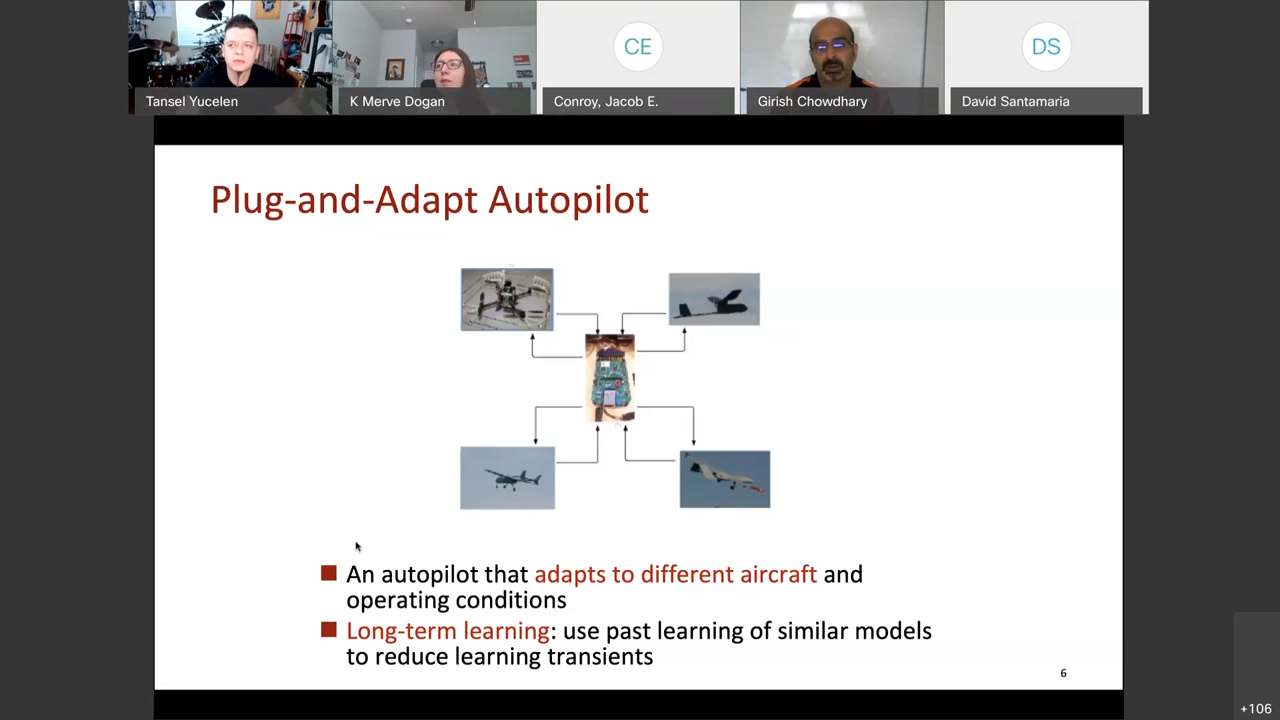 CE
DS
Tansel Yucelen
K Merve Dogan
Conroy, Jacob E.
Girish Chowdhary
David Santamaria
Plug-and-Adapt Autopilot
An autopilot that adapts to different aircraft and
operating conditions
Long-term learning: use past learning of similar models
to reduce learning transients
6
+106